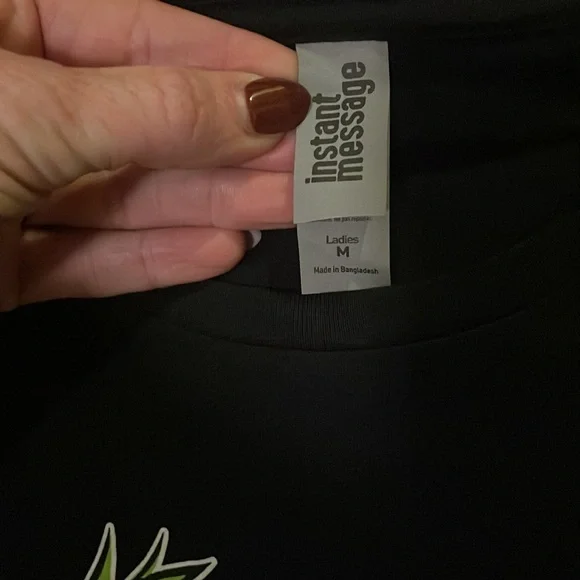 instant
message
Ladies
M
Made in Bangladesh